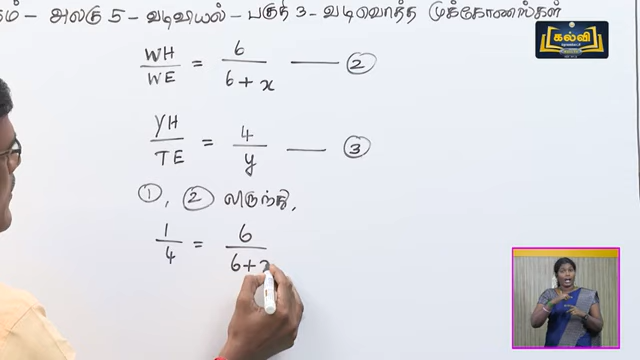 அலகு 5 - வடிவியல் - பகுதி 3 - வடிவொத்த முக்கோணங்கள்
கல்வி
WH/WE = 6/(6+x) —— ②
YH/TE = 4/y —— ③
①, ② லிருந்து,
1/4 = 6/(6+